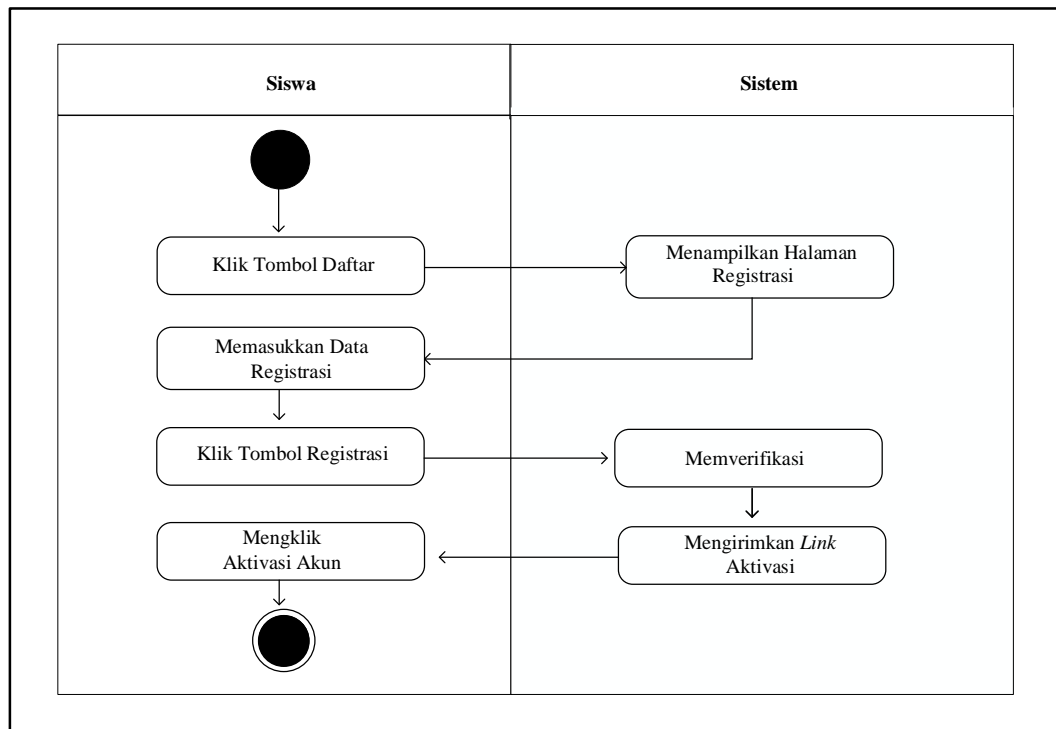 Siswa
Sistem
Klik Tombol Daftar
Menampilkan Halaman
Registrasi
Memasukkan Data
Registrasi
Klik Tombol Registrasi
Memverifikasi
Mengklik
Aktivasi Akun
Mengirimkan Link
Aktivasi